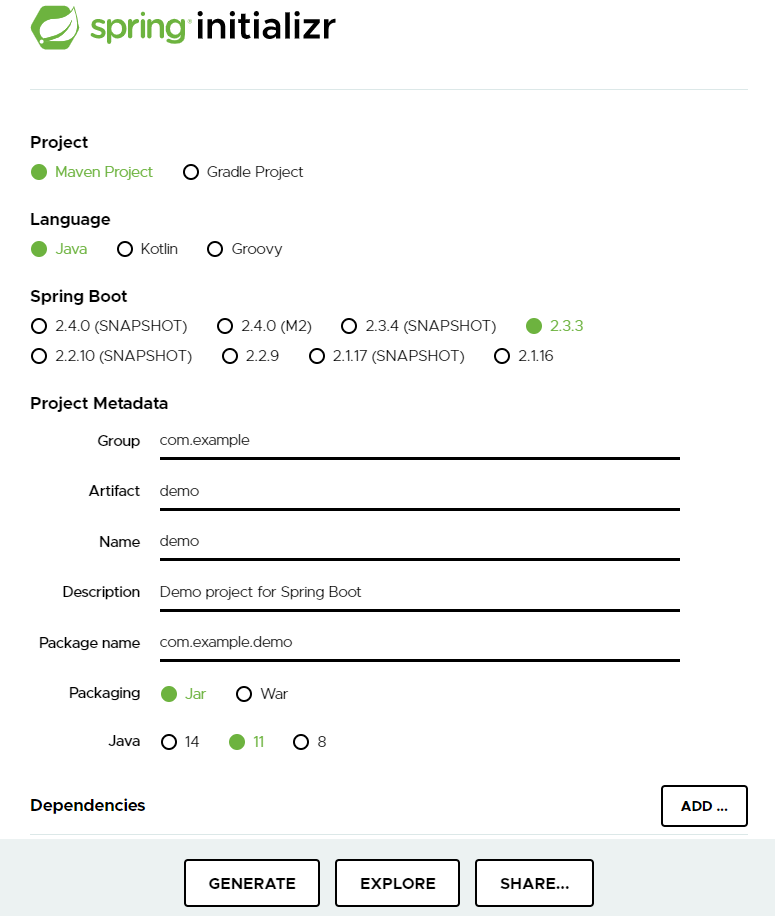 spring initializr
Project
Maven Project Gradle Project
Language
Java Kotlin Groovy
Spring Boot
2.4.0 (SNAPSHOT) 2.4.0 (M2) 2.3.4 (SNAPSHOT) 2.3.3
2.2.10 (SNAPSHOT) 2.2.9 2.1.17 (SNAPSHOT) 2.1.16
Project Metadata
Group com.example
Artifact demo
Name demo
Description Demo project for Spring Boot
Package name com.example.demo
Packaging Jar War
Java 14 11 8
Dependencies ADD ...
GENERATE EXPLORE SHARE...